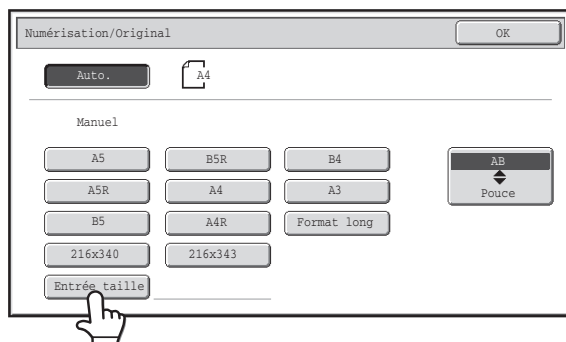 Numérisation/Original OK
Auto. A4
Manuel
A5 B5R B4 AB
A5R A4 A3 Pouce
B5 A4R Format long
216x340 216x343
Entrée taille